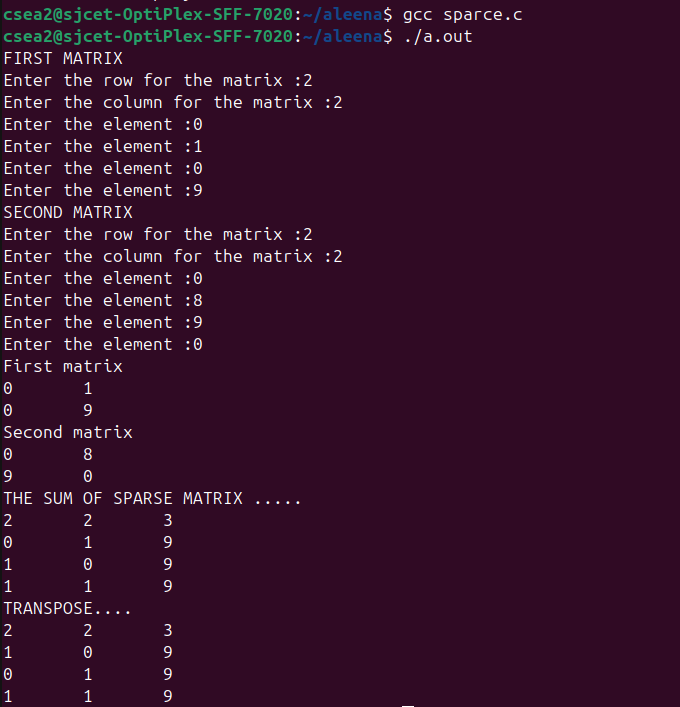 csea2@sjcet-OptiPlex-SFF-7020:~/aleena$ gcc sparce.c
csea2@sjcet-OptiPlex-SFF-7020:~/aleena$ ./a.out
FIRST MATRIX
Enter the row for the matrix :2
Enter the column for the matrix :2
Enter the element :0
Enter the element :1
Enter the element :0
Enter the element :9
SECOND MATRIX
Enter the row for the matrix :2
Enter the column for the matrix :2
Enter the element :0
Enter the element :8
Enter the element :9
Enter the element :0
First matrix
0 1
0 9
Second matrix
0 8
9 0
THE SUM OF SPARSE MATRIX .....
2 2 3
0 1 9
1 0 9
1 1 9
TRANSPOSE....
2 2 3
1 0 9
0 1 9
1 1 9